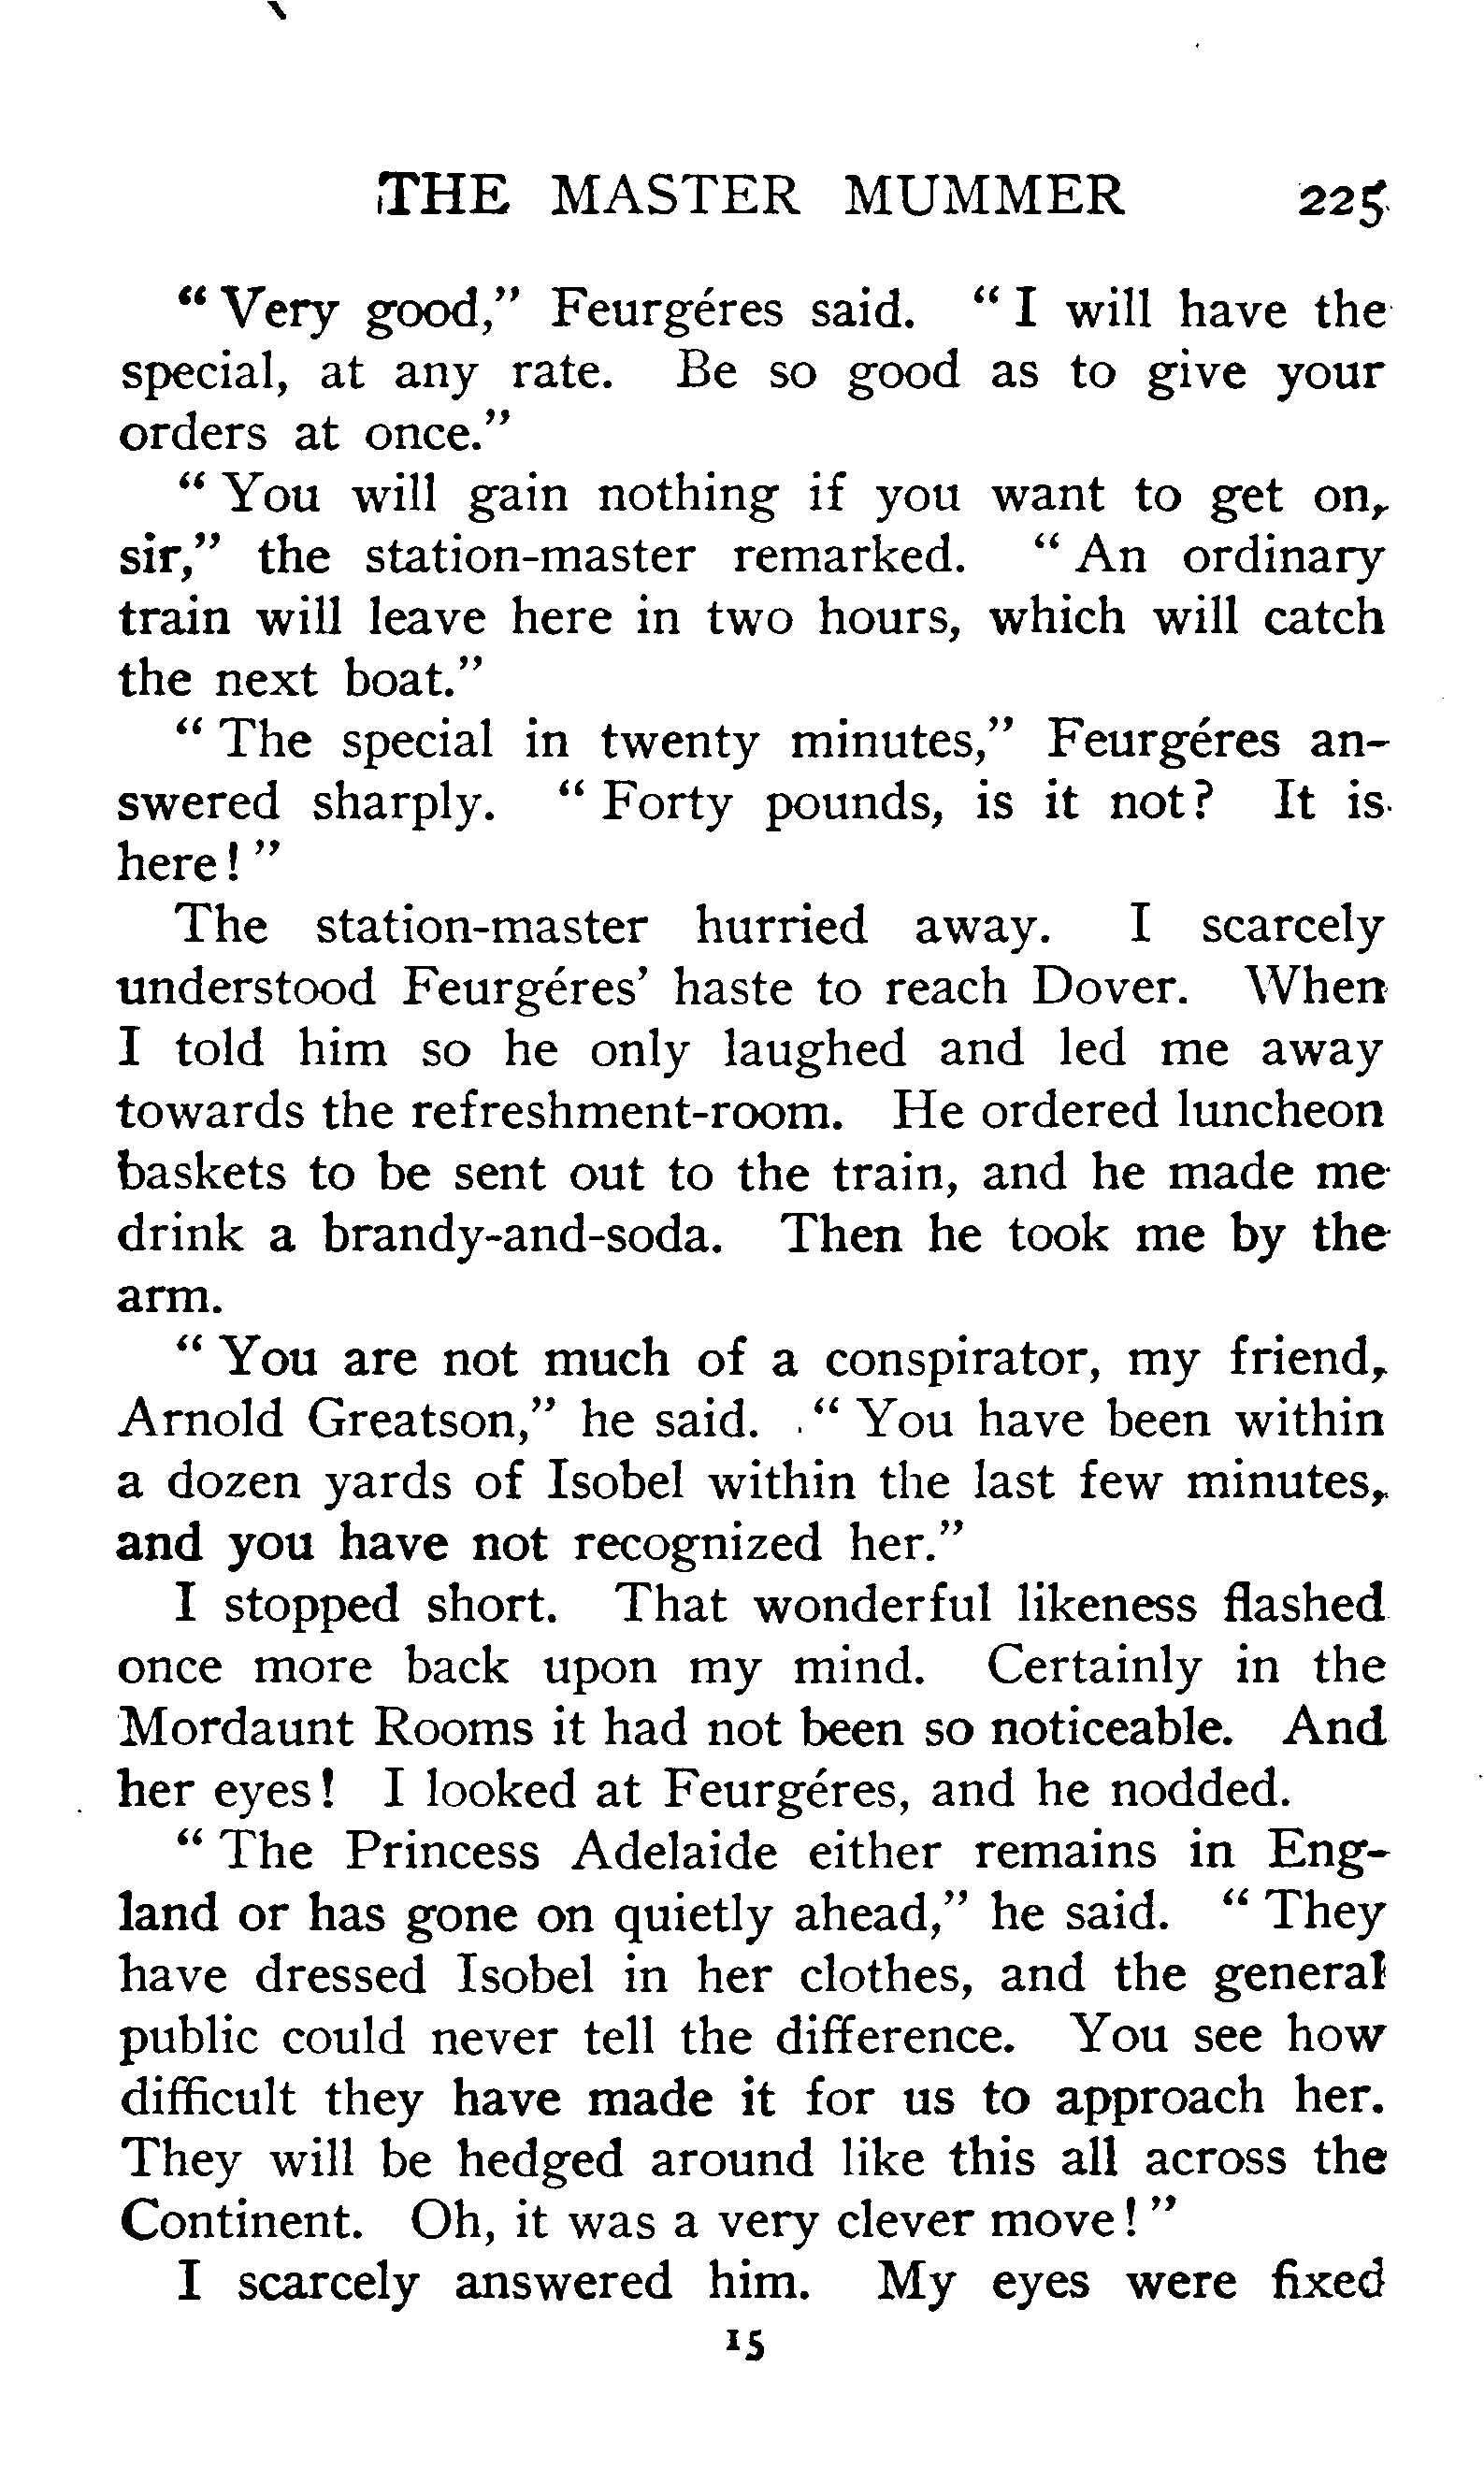 THE MASTER MUMMER 225
“ Very good,” Feurgéres said. “ I will have the
special, at any rate. Be so good as to give your
orders at once.”
“ You will gain nothing if you want to get on,
sir,” the station-master remarked. “ An ordinary
train will leave here in two hours, which will catch
the next boat.”
“ The special in twenty minutes,” Feurgéres an-
swered sharply. “ Forty pounds, is it not? It is
here! ”
The station-master hurried away. I scarcely
understood Feurgéres’ haste to reach Dover. When
I told him so he only laughed and led me away
towards the refreshment-room. He ordered luncheon
baskets to be sent out to the train, and he made me
drink a brandy-and-soda. Then he took me by the
arm.
“ You are not much of a conspirator, my friend,
Arnold Greatson,” he said. “ You have been within
a dozen yards of Isobel within the last few minutes,
and you have not recognized her.”
I stopped short. That wonderful likeness flashed
once more back upon my mind. Certainly in the
Mordaunt Rooms it had not been so noticeable. And
her eyes! I looked at Feurgéres, and he nodded.
“ The Princess Adelaide either remains in Eng-
land or has gone on quietly ahead,” he said. “ They
have dressed Isobel in her clothes, and the general
public could never tell the difference. You see how
difficult they have made it for us to approach her.
They will be hedged around like this all across the
Continent. Oh, it was a very clever move! ”
I scarcely answered him. My eyes were fixed
15